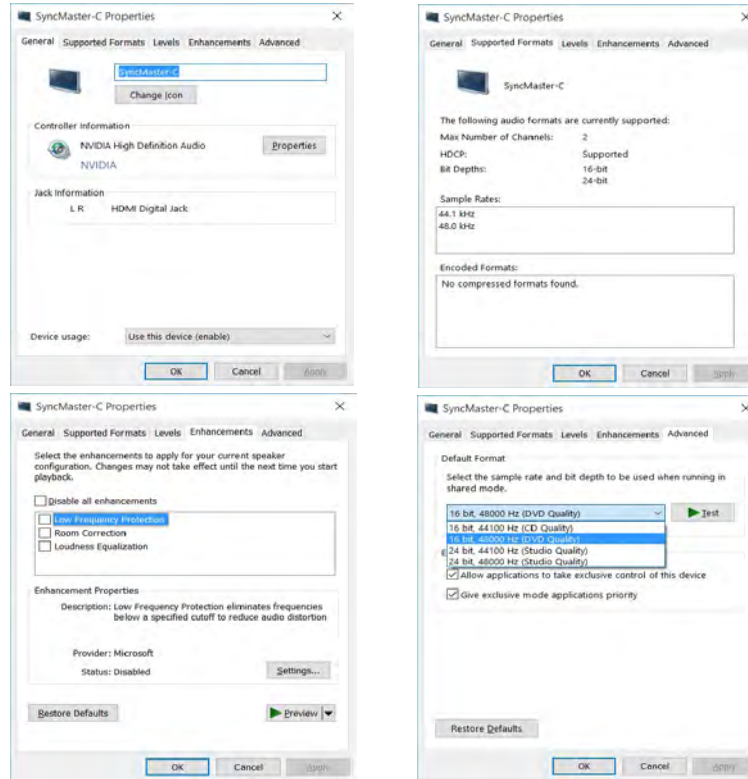 SyncMaster-C Properties
General Supported Formats Levels Enhancements Advanced
SyncMaster-C
Change Icon
Controller Information
NVIDIA High Definition Audio
Properties
NVIDIA
Jack Information
L R HDMI Digital Jack
Device usage:
Use this device (enable)
OK Cancel Apply
SyncMaster-C Properties
General Supported Formats Levels Enhancements Advanced
SyncMaster-C
The following audio formats are currently supported:
Max Number of Channels: 2
HDCP: Supported
Bit Depths: 16-bit
24-bit
Sample Rates:
44.1 kHz
48.0 kHz
Encoded Formats:
No compressed formats found.
OK Cancel Apply
SyncMaster-C Properties
General Supported Formats Levels Enhancements Advanced
Select the enhancements to apply for your current speaker
configuration. Changes may not take effect until the next time you start
playback.
Disable all enhancements
Low Frequency Protection
Room Correction
Loudness Equalization
Enhancement Properties
Description: Low Frequency Protection eliminates frequencies
below a specified cutoff to reduce audio distortion
Provider: Microsoft
Status: Disabled
Settings...
Restore Defaults
Preview
OK Cancel Apply
SyncMaster-C Properties
General Supported Formats Levels Enhancements Advanced
Default Format
Select the sample rate and bit depth to be used when running in
shared mode.
16 bit, 48000 Hz (DVD Quality)
Test
16 bit, 44100 Hz (CD Quality)
16 bit, 48000 Hz (DVD Quality)
24 bit, 44100 Hz (Studio Quality)
24 bit, 48000 Hz (Studio Quality)
Allow applications to take exclusive control of this device
Give exclusive mode applications priority
Restore Defaults
OK Cancel Apply